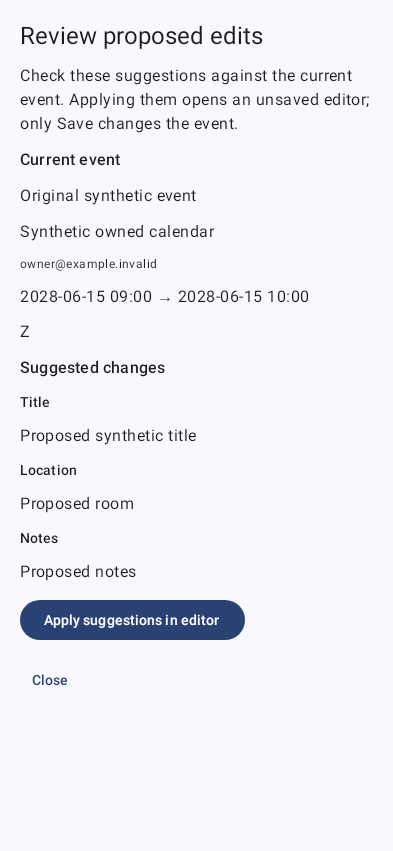 Review proposed edits
Check these suggestions against the current
event. Applying them opens an unsaved editor;
only Save changes the event.
Current event
Original synthetic event
Synthetic owned calendar
owner@example.invalid
2028-06-15 09:00 → 2028-06-15 10:00
Z
Suggested changes
Title
Proposed synthetic title
Location
Proposed room
Notes
Proposed notes
Apply suggestions in editor
Close